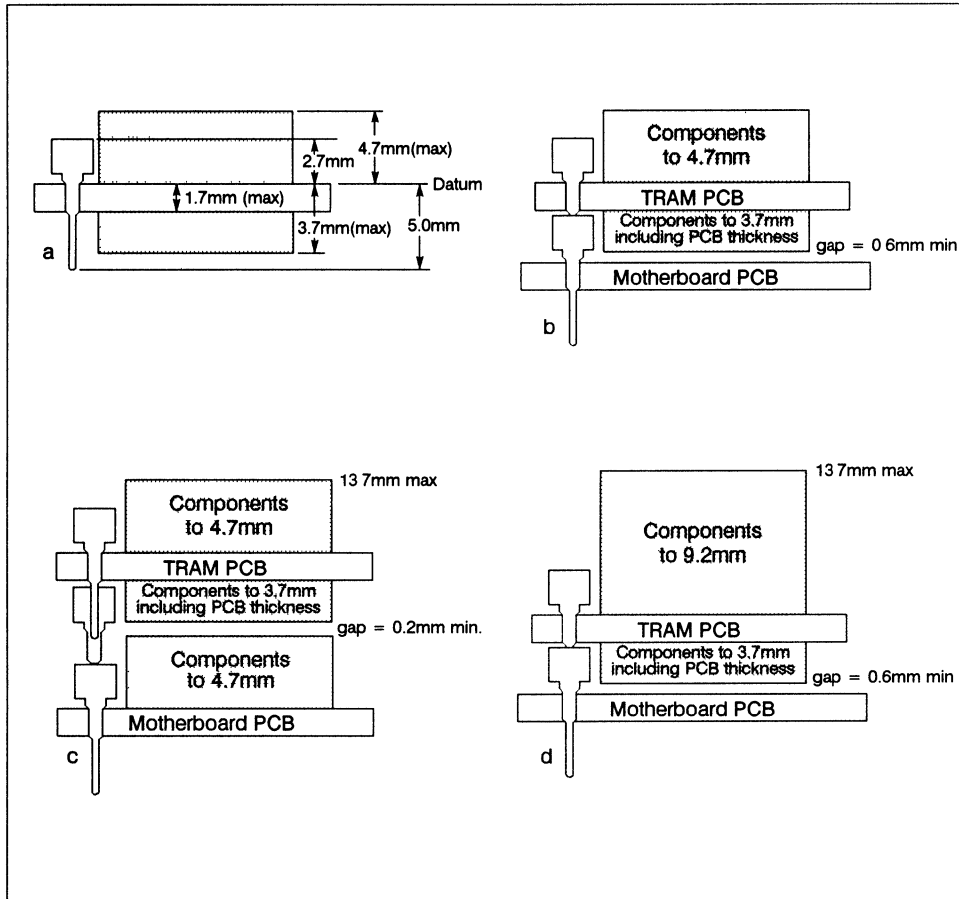 4.7mm(max)
2.7mm
Datum
1.7mm (max)
3.7mm(max)
5.0mm
a
Components
to 4.7mm
TRAM PCB
Components to 3.7mm
including PCB thickness
gap = 0 6mm min
Motherboard PCB
b
13 7mm max
Components
to 4.7mm
TRAM PCB
Components to 3.7mm
including PCB thickness
gap = 0.2mm min.
Components
to 4.7mm
Motherboard PCB
c
13 7mm max
Components
to 9.2mm
TRAM PCB
Components to 3.7mm
including PCB thickness
gap = 0.6mm min
Motherboard PCB
d